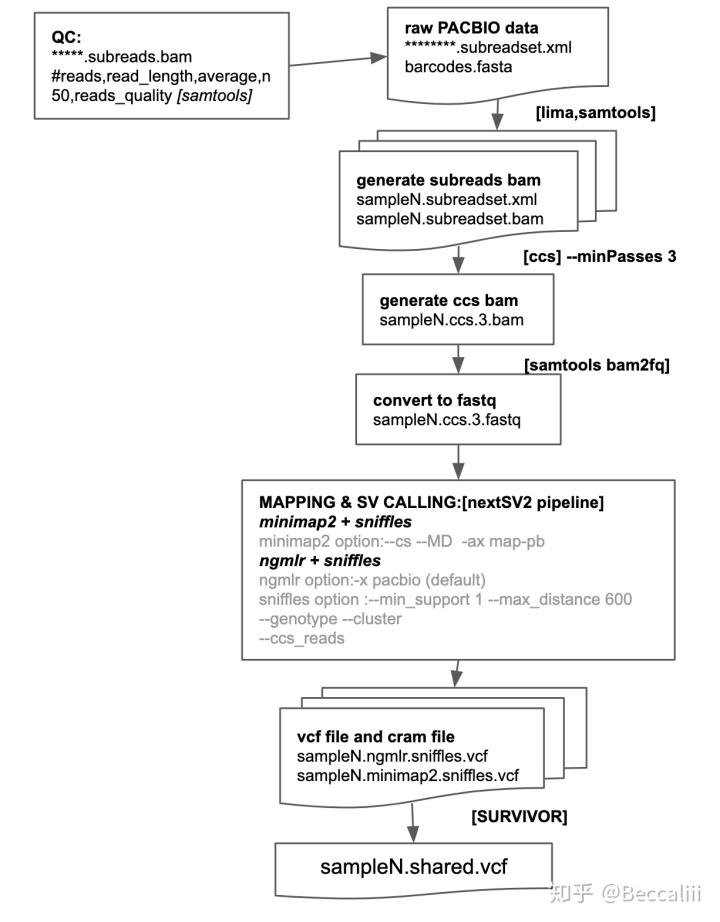 QC:
*****.subreads.bam
#reads,read_length,average,n
50,reads_quality [samtools]
raw PACBIO data
********.subreadset.xml
barcodes.fasta
[lima,samtools]
generate subreads bam
sampleN.subreadset.xml
sampleN.subreadset.bam
[ccs] --minPasses 3
generate ccs bam
sampleN.ccs.3.bam
[samtools bam2fq]
convert to fastq
sampleN.ccs.3.fastq
MAPPING & SV CALLING:[nextSV2 pipeline]
minimap2 + sniffles
minimap2 option:--cs --MD -ax map-pb
ngmlr + sniffles
ngmlr option:-x pacbio (default)
sniffles option :--min_support 1 --max_distance 600
--genotype --cluster
--ccs_reads
vcf file and cram file
sampleN.ngmlr.sniffles.vcf
sampleN.minimap2.sniffles.vcf
[SURVIVOR]
sampleN.shared.vcf
知乎 @Beccaliii